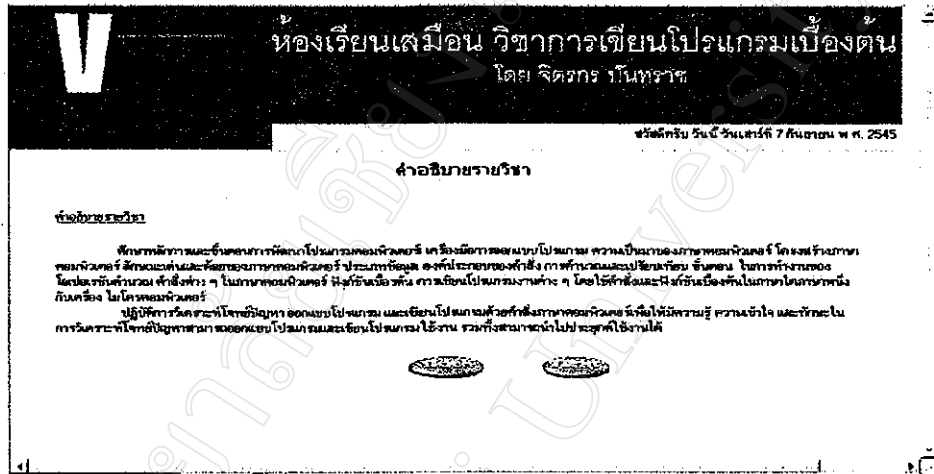 V
ห้องเรียนเสมือน วิชาการเขียนโปรแกรมเบื้องต้น
โดย จิตรกร ปันทราช
สวัสดีครับ วันนี้ วันเสาร์ที่ 7 กันยายน พ.ศ. 2545
คำอธิบายรายวิชา
คำอธิบายรายวิชา
ศึกษาหลักการและขั้นตอนการพัฒนาโปรแกรมคอมพิวเตอร์ เครื่องมือการออกแบบโปรแกรม ความเป็นมาของภาษาคอมพิวเตอร์ โครงสร้างภาษา
คอมพิวเตอร์ ลักษณะเด่นและด้อยของภาษาคอมพิวเตอร์ ประเภทข้อมูล องค์ประกอบของคำสั่ง การคำนวณและเปรียบเทียบ ขั้นตอน ในการทำงานของ
โอเปอเรชันคำนวณ คำสั่งต่าง ๆ ในภาษาคอมพิวเตอร์ ฟังก์ชันเบื้องต้น การเขียนโปรแกรมงานต่าง ๆ โดยใช้คำสั่งและฟังก์ชันเบื้องต้นในภาษาใดภาษาหนึ่ง
กับเครื่อง ไมโครคอมพิวเตอร์
ปฏิบัติการวิเคราะห์โจทย์ปัญหา ออกแบบโปรแกรม และเขียนโปรแกรมด้วยคำสั่งภาษาคอมพิวเตอร์เพื่อให้มีความรู้ ความเข้าใจ และทักษะใน
การวิเคราะห์โจทย์ปัญหาสามารถออกแบบโปรแกรมและเขียนโปรแกรมใช้งาน รวมทั้งสามารถนำไปประยุกต์ใช้งานได้